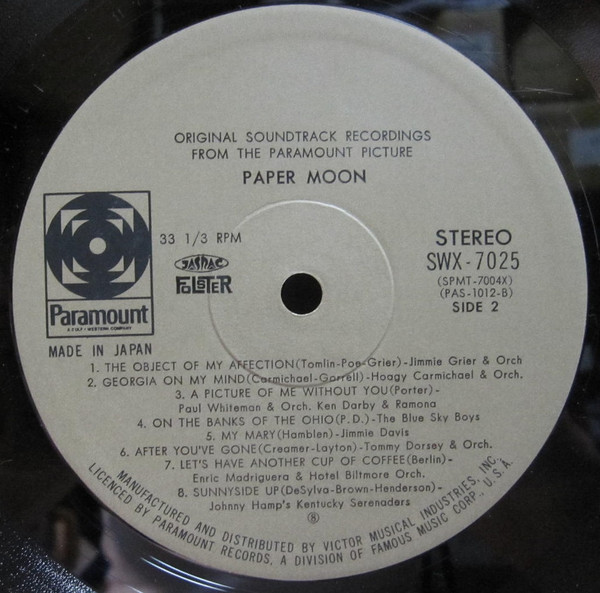 ORIGINAL SOUNDTRACK RECORDINGS
FROM THE PARAMOUNT PICTURE
PAPER MOON
33 1/3 RPM
JASRAC
FOLSTER
STEREO
SWX-7025
(SPMT-7004X)
(PAS-1012-B)
SIDE 2
Paramount
A G+W COMPANY
MADE IN JAPAN
1. THE OBJECT OF MY AFFECTION(Tomlin-Poe-Grier)-Jimmie Grier & Orch
2. GEORGIA ON MY MIND(Carmichael-Gorrell)-Hoagy Carmichael & Orch.
3. A PICTURE OF ME WITHOUT YOU(Porter)-
Paul Whiteman & Orch. Ken Darby & Ramona
4. ON THE BANKS OF THE OHIO(P.D.)-The Blue Sky Boys
5. MY MARY(Hamblen)-Jimmie Davis
6. AFTER YOU'VE GONE(Creamer-Layton)-Tommy Dorsey & Orch.
7. LET'S HAVE ANOTHER CUP OF COFFEE(Berlin)-
Enric Madriguera & Hotel Biltmore Orch.
8. SUNNYSIDE UP(DeSylva-Brown-Henderson)-
Johnny Hamp's Kentucky Serenaders
MANUFACTURED AND DISTRIBUTED BY VICTOR MUSICAL INDUSTRIES, INC.,
LICENCED BY PARAMOUNT RECORDS, A DIVISION OF FAMOUS MUSIC CORP., U.S.A.